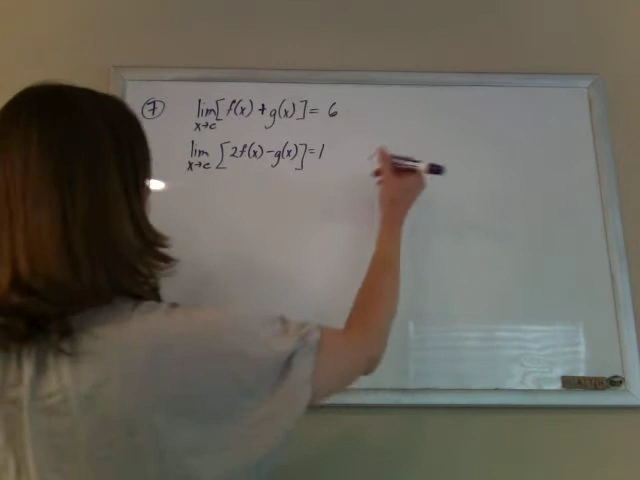 ⑦ lim x→c [f(x) + g(x)] = 6
lim x→c [2f(x) - g(x)] = 1